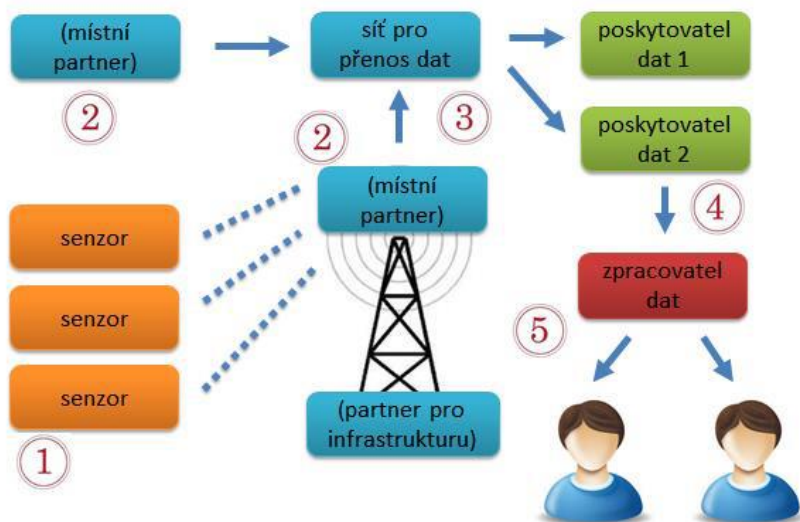 (místní
partner)
síť pro
přenos dat
poskytovatel
dat 1
2
2
3
poskytovatel
dat 2
(místní
partner)
4
senzor
senzor
senzor
zpracovatel
dat
5
(partner pro
infrastrukturu)
1